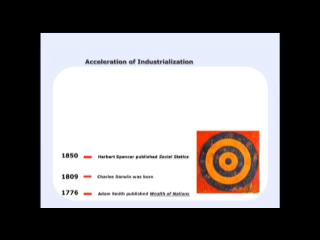 Acceleration of Industrialization
1850 Herbert Spencer published Social Statics
1809 Charles Darwin was born
1776 Adam Smith published Wealth of Nations